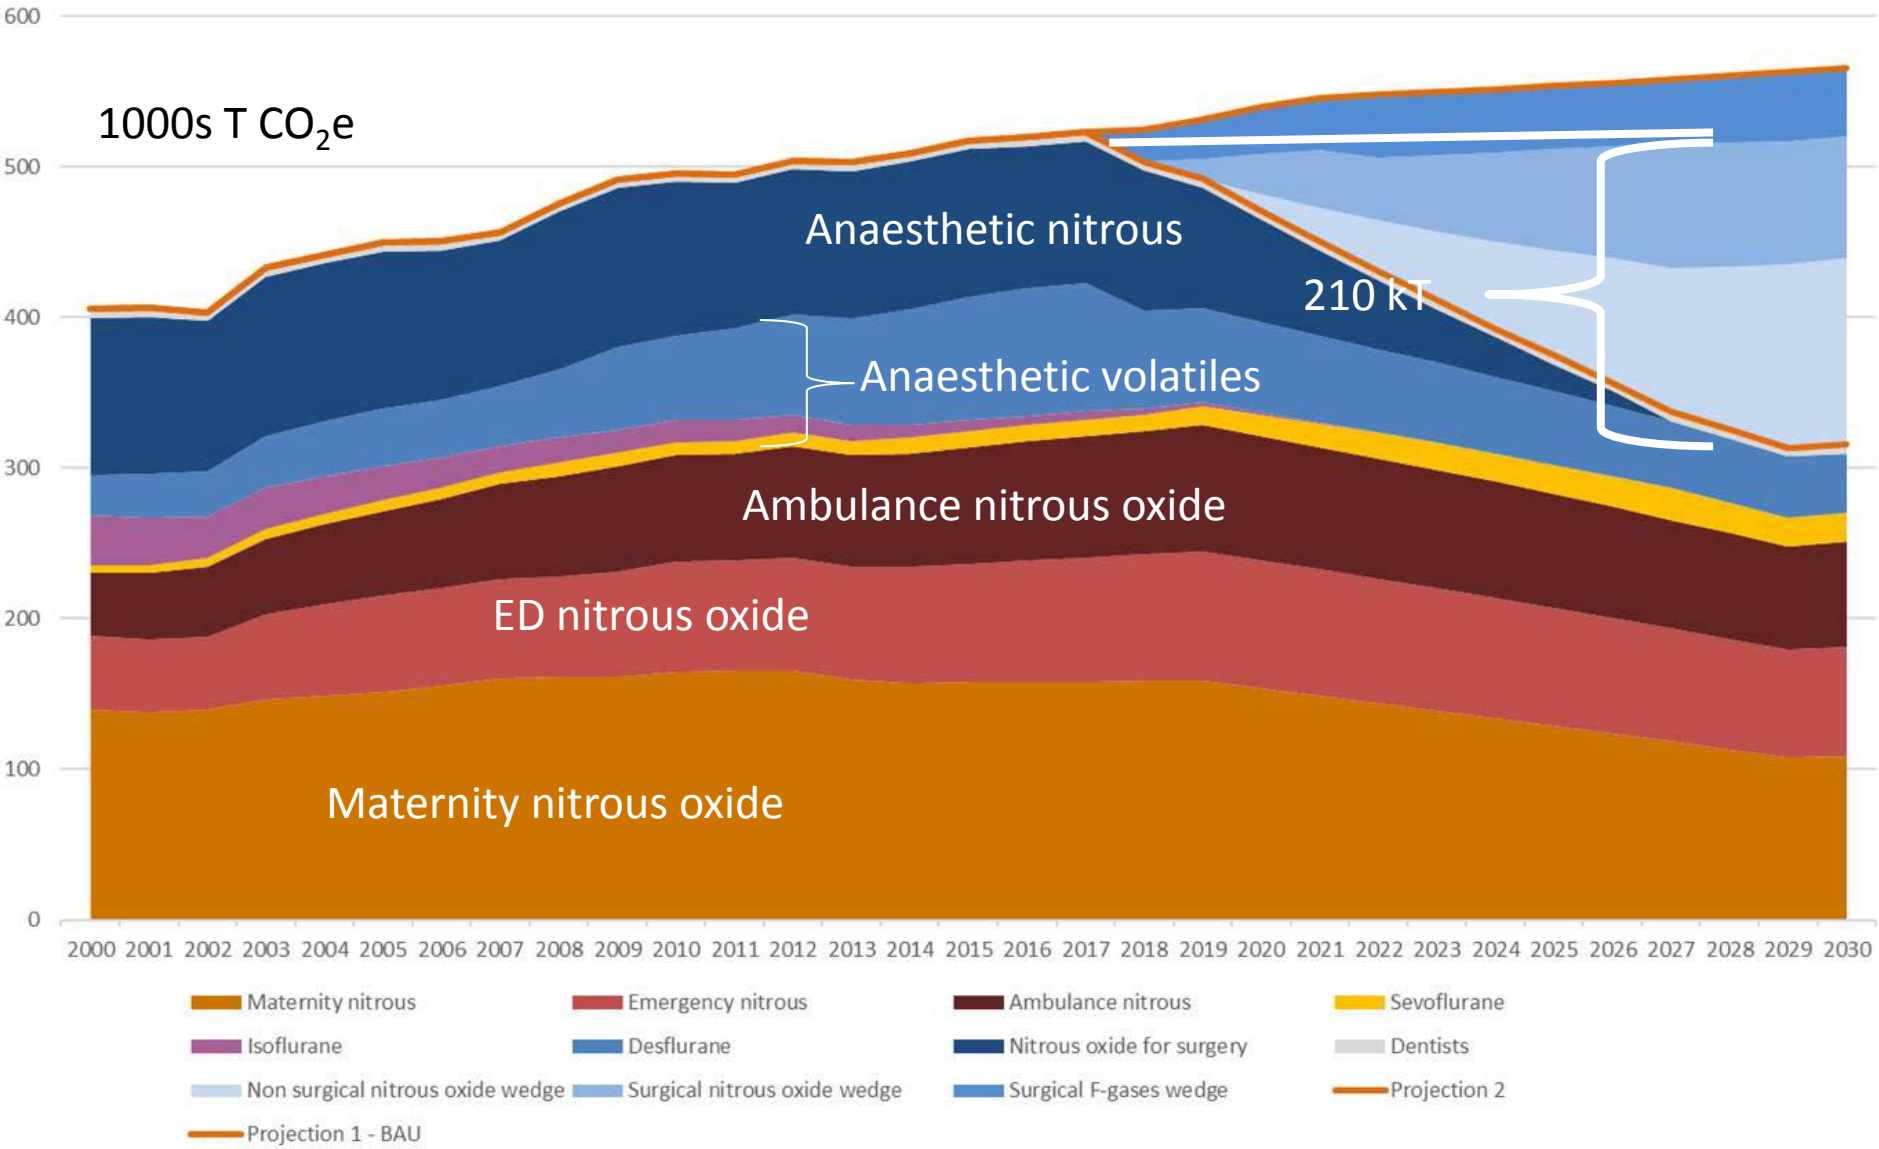 600
1000s T CO₂e
500
Anaesthetic nitrous
210 kT
400
Anaesthetic volatiles
300
Ambulance nitrous oxide
ED nitrous oxide
200
Maternity nitrous oxide
100
0
2000 2001 2002 2003 2004 2005 2006 2007 2008 2009 2010 2011 2012 2013 2014 2015 2016 2017 2018 2019 2020 2021 2022 2023 2024 2025 2026 2027 2028 2029 2030
Maternity nitrous Emergency nitrous Ambulance nitrous Sevoflurane
Isoflurane Desflurane Nitrous oxide for surgery Dentists
Non surgical nitrous oxide wedge Surgical nitrous oxide wedge Surgical F-gases wedge Projection 2
Projection 1 - BAU